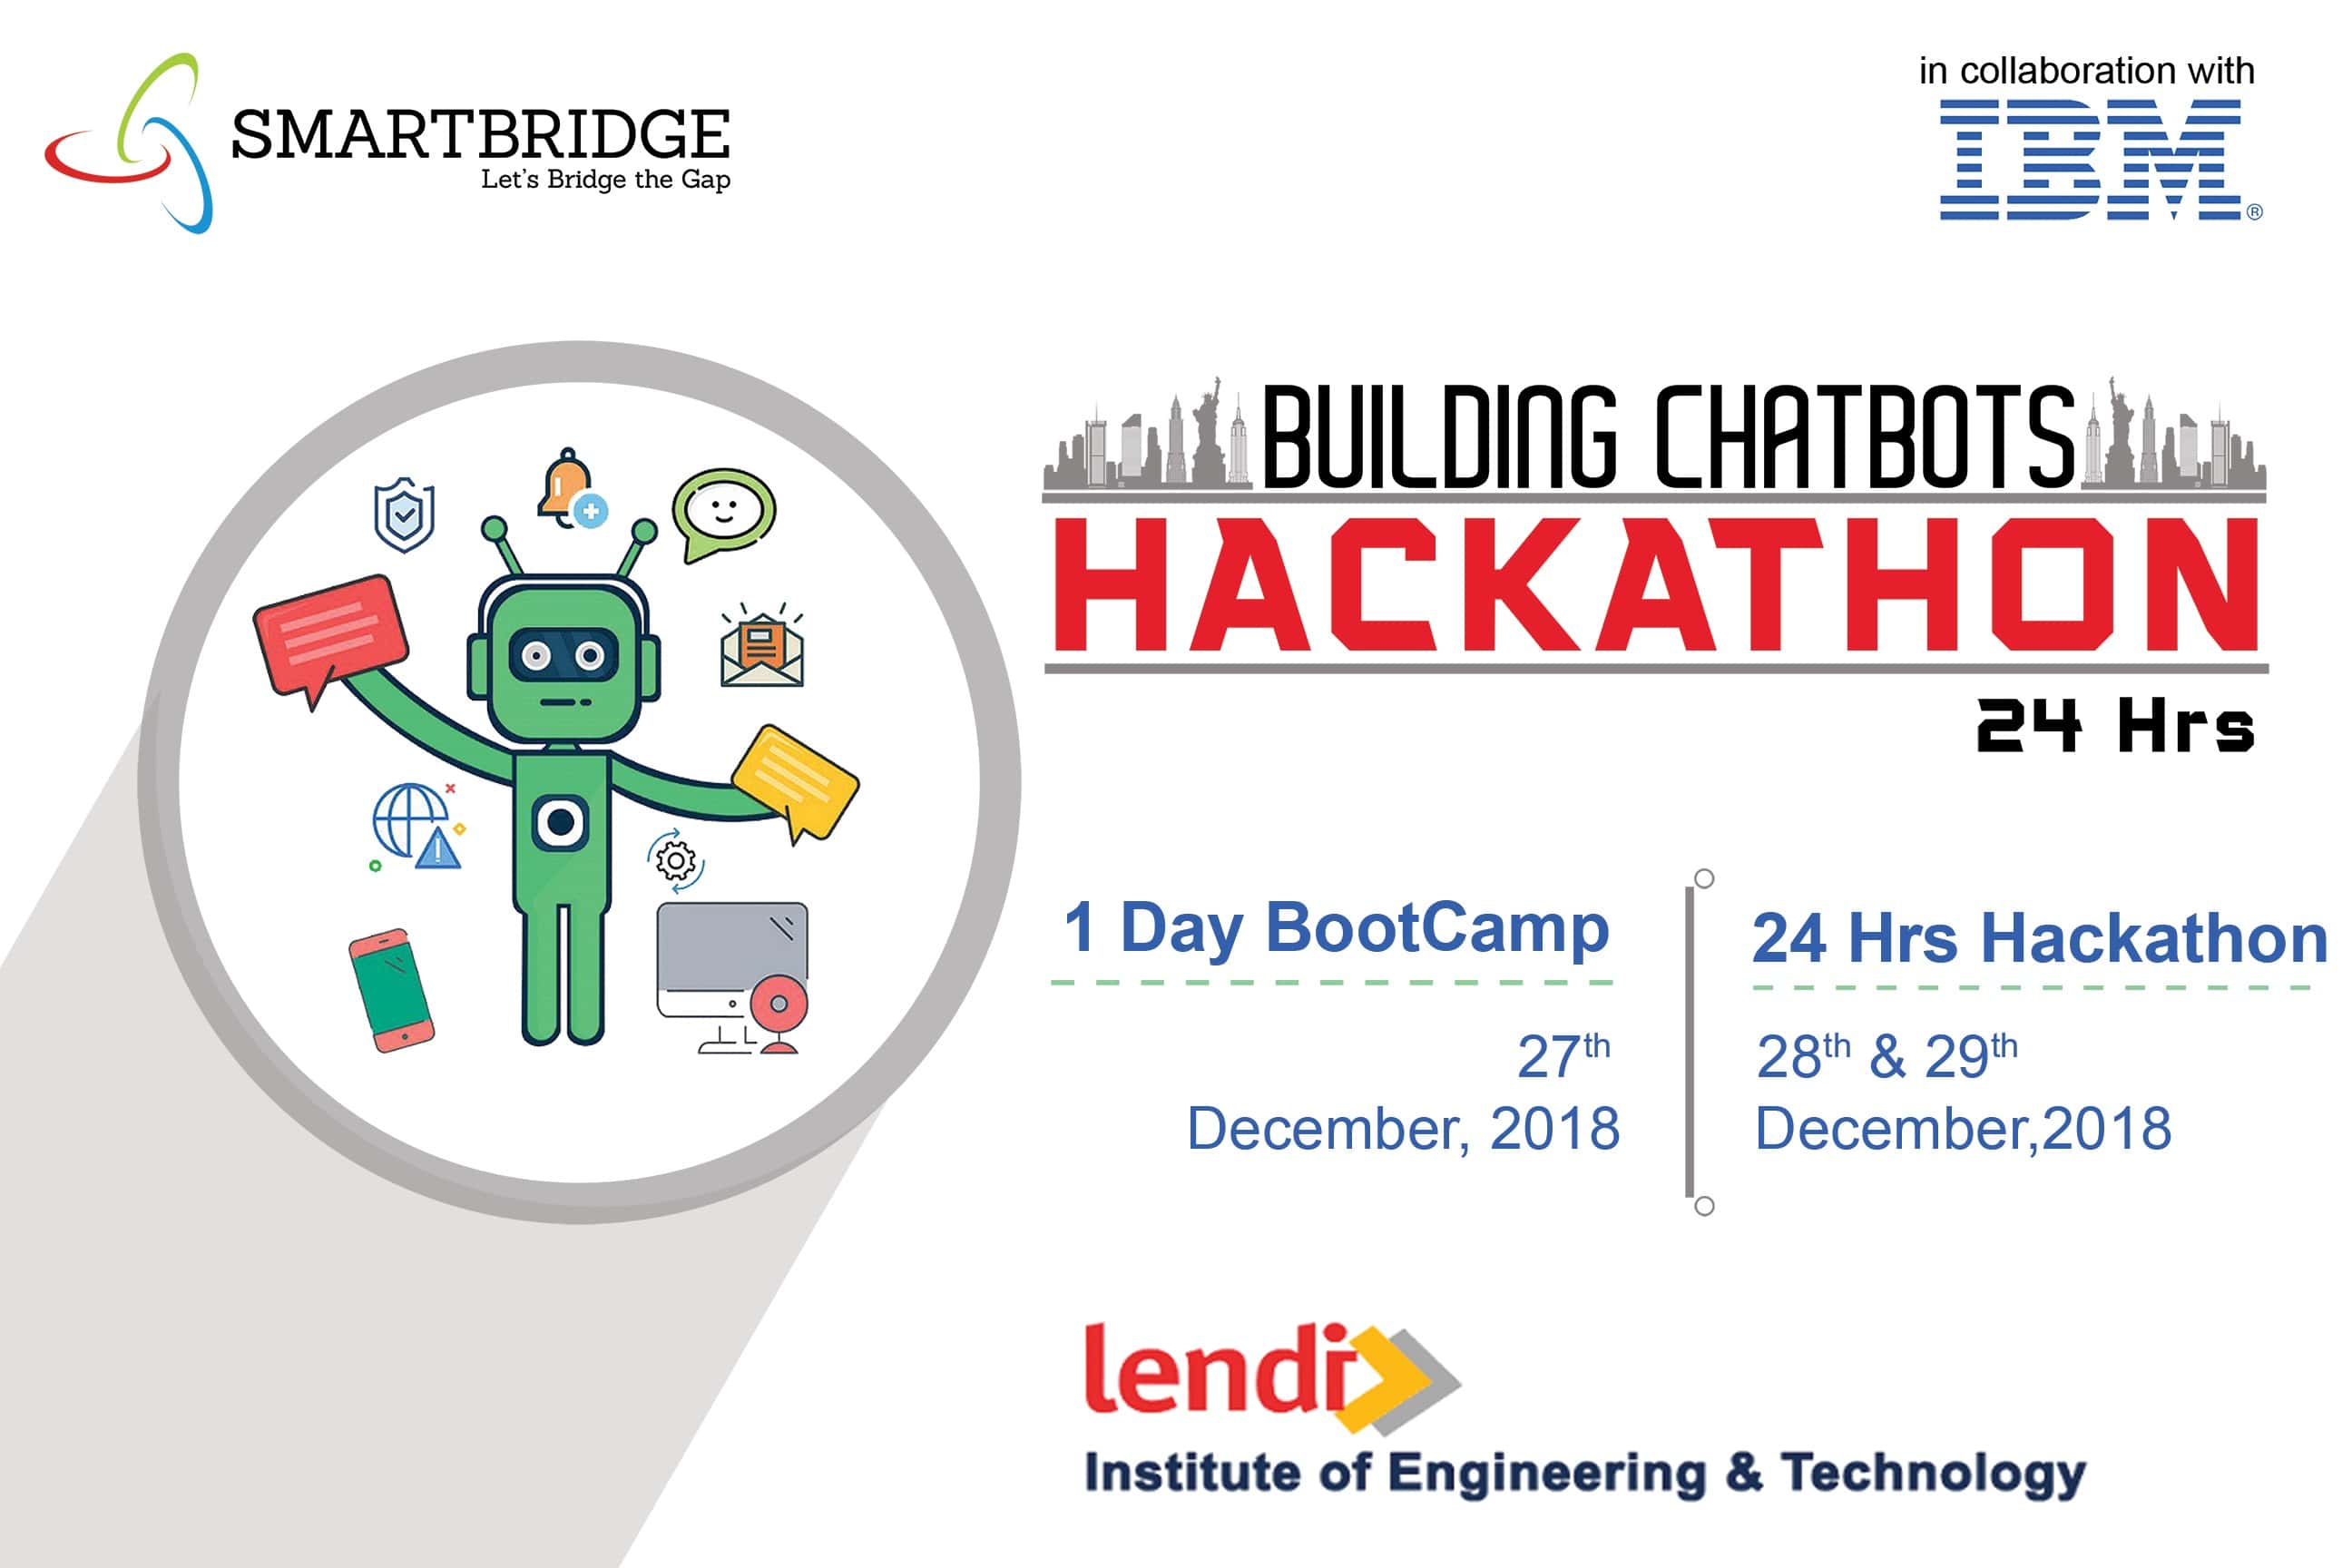 SMARTBRIDGE
Let's Bridge the Gap
in collaboration with
IBM®
BUILDING CHATBOTS
HACKATHON
24 Hrs
1 Day BootCamp
27th
December, 2018
24 Hrs Hackathon
28th & 29th
December,2018
lendi
Institute of Engineering & Technology